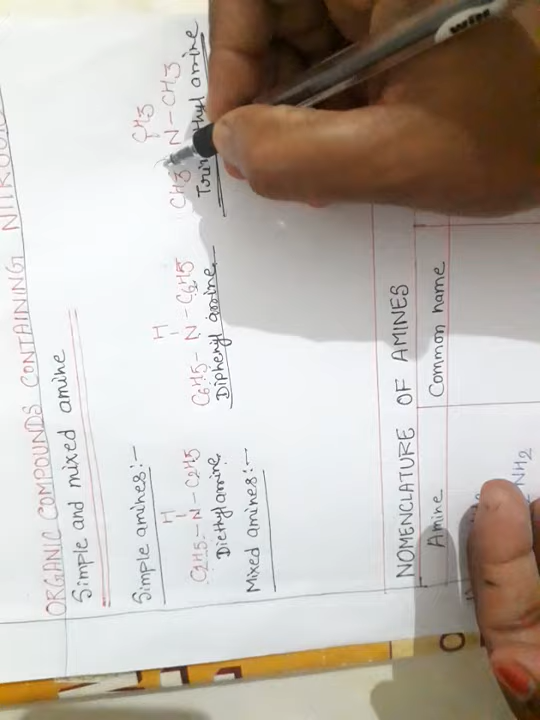 ORGANIC COMPOUNDS CONTAINING
Simple and mixed amine
Simple amines:-
H CH3
C2H5-N-C2H5 C6H5-N-C6H5 CH3 N-CH3
Diethylamine Diphenyl amine amine
Mixed amines:-
NOMENCLATURE OF AMINES
Amine Common name
NH2